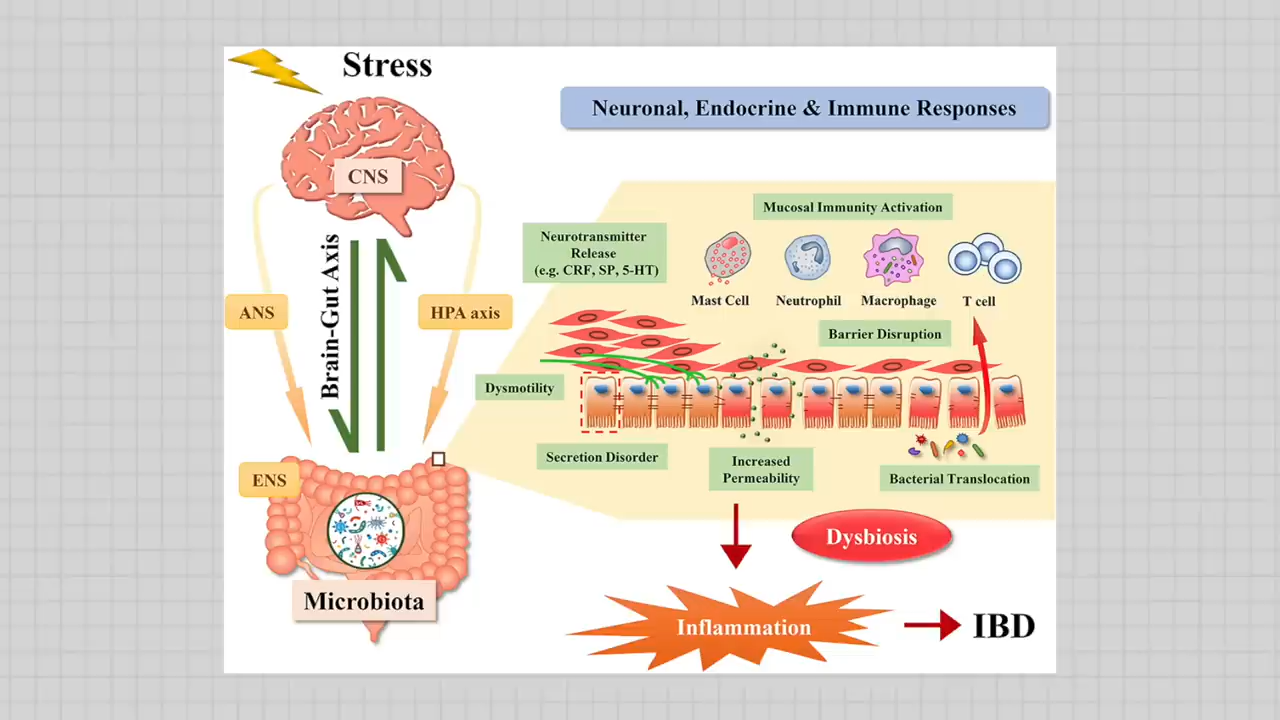 Stress
Neuronal, Endocrine & Immune Responses
CNS
Mucosal Immunity Activation
Neurotransmitter
Release
(e.g. CRF, SP, 5-HT)
Brain-Gut Axis
ANS
HPA axis
Mast Cell
Neutrophil
Macrophage
T cell
Barrier Disruption
Dysmotility
Secretion Disorder
Increased
Permeability
Bacterial Translocation
ENS
Dysbiosis
Microbiota
Inflammation
IBD